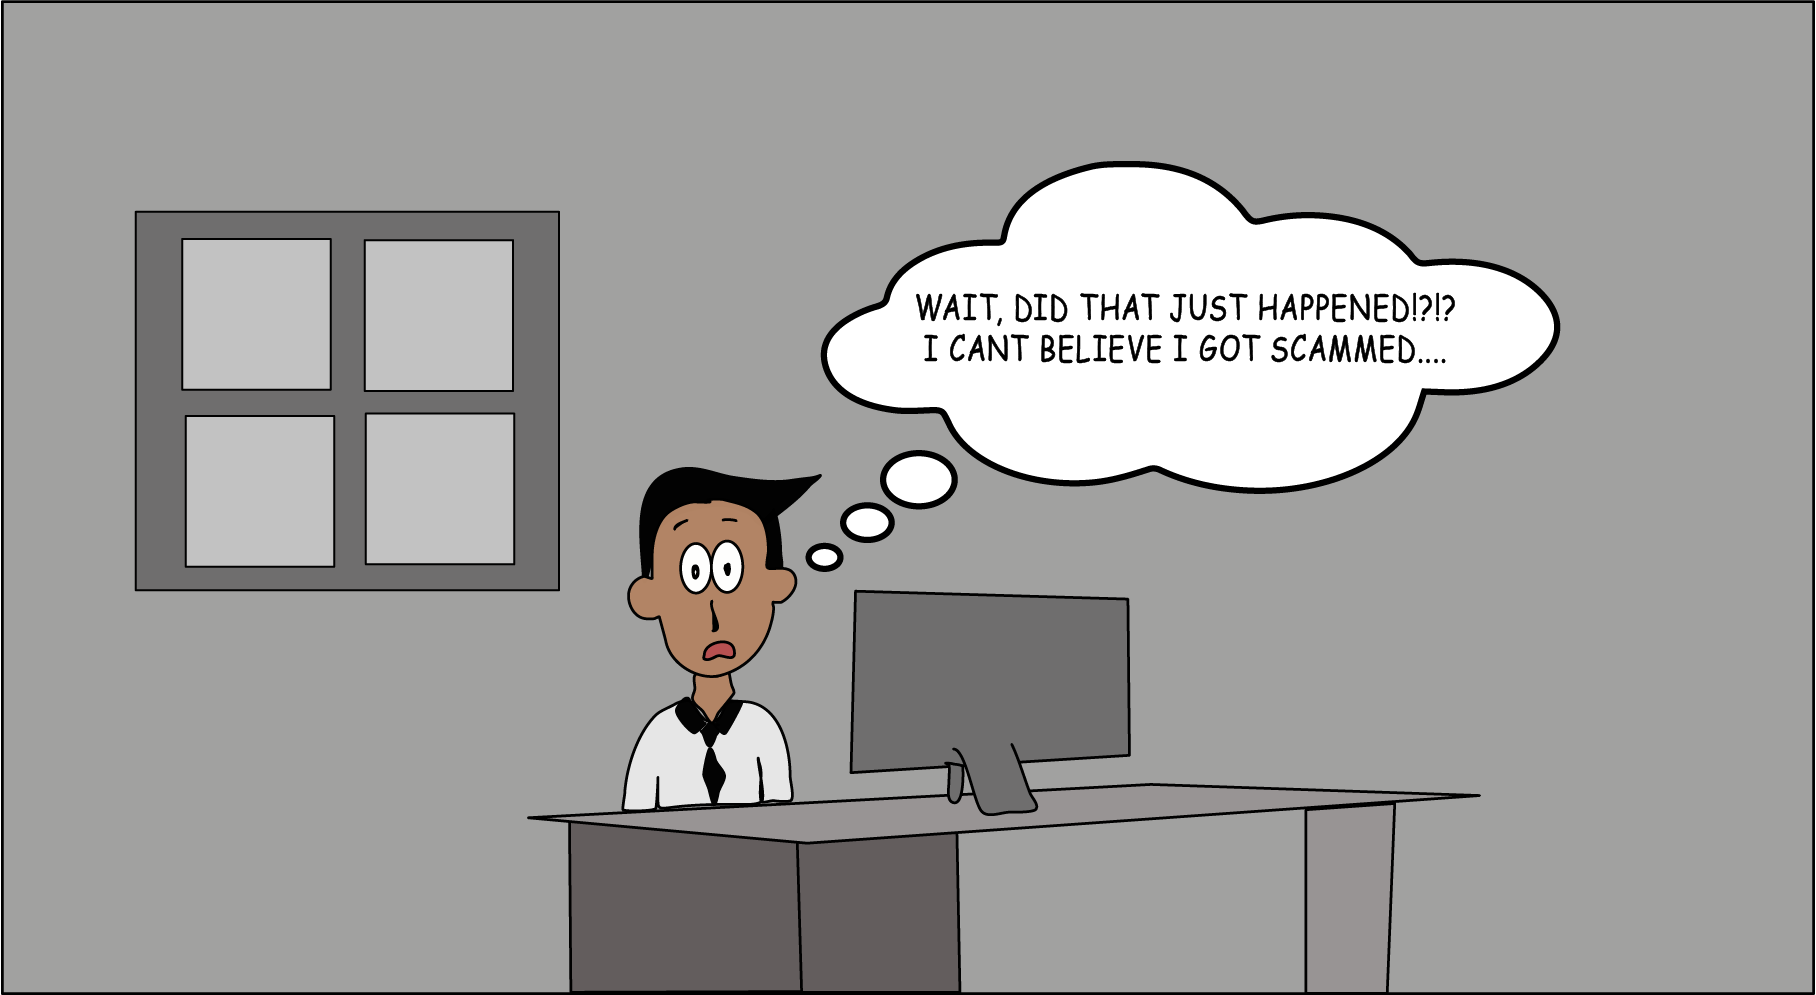 WAIT, DID THAT JUST HAPPENED!?!?
I CANT BELIEVE I GOT SCAMMED....